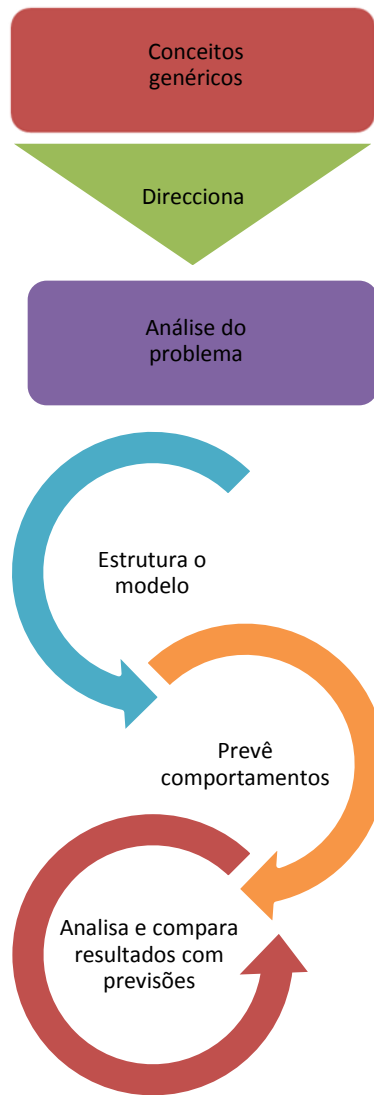 Conceitos
genéricos
Direcciona
Análise do
problema
Estrutura o
modelo
Prevê
comportamentos
Analisa e compara
resultados com
previsões